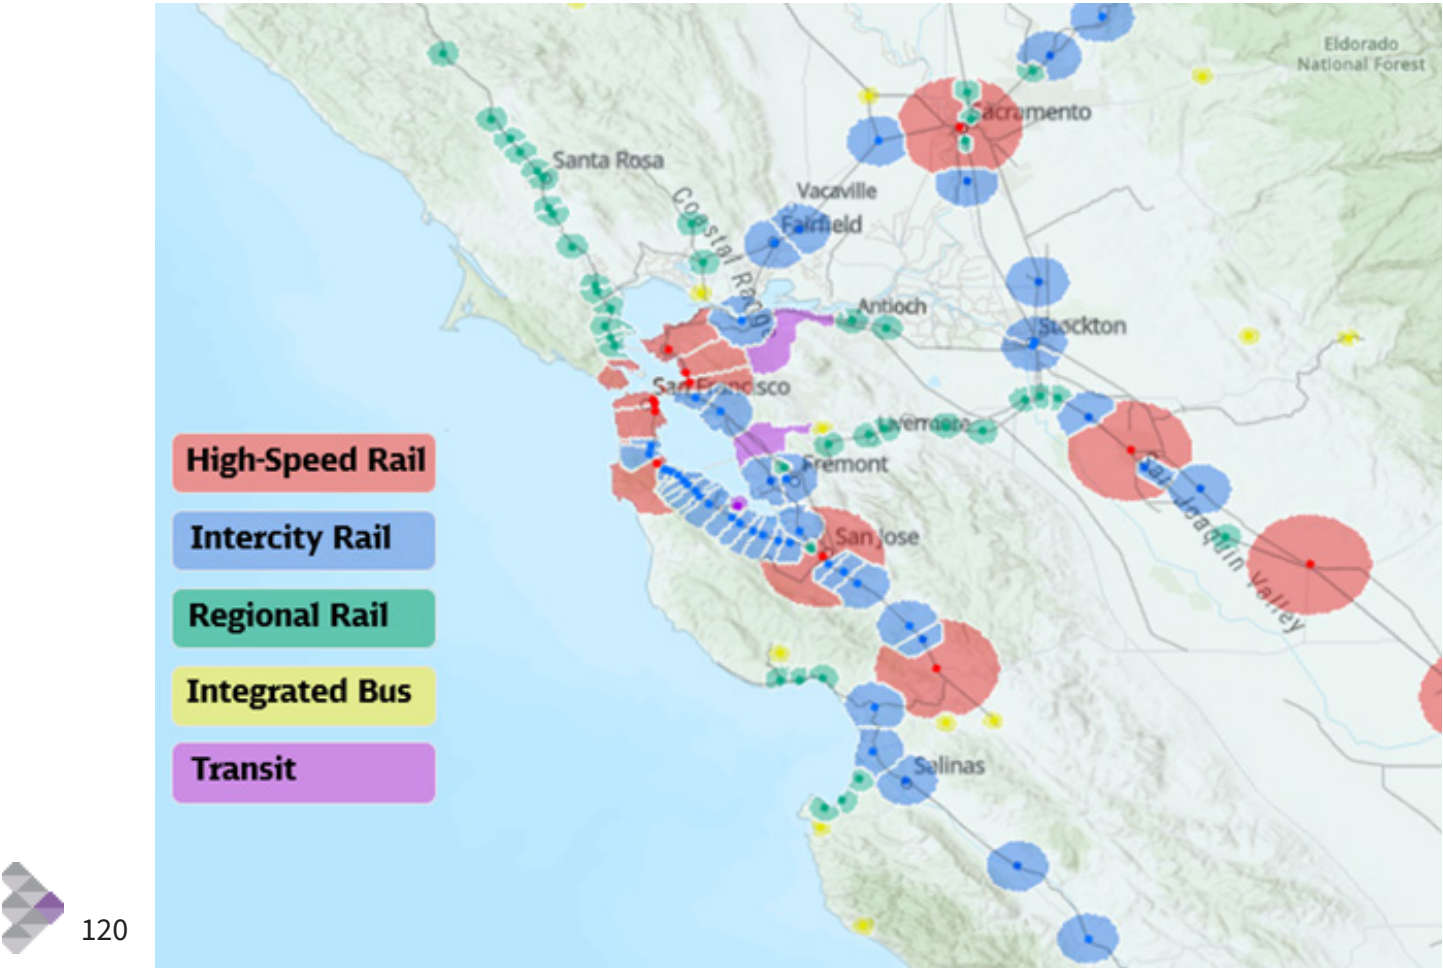 Eldorado
National Forest
Sacramento
Santa Rosa
Vacaville
Coastal Range
Fairfield
Antioch
Stockton
San Francisco
Livermore
High-Speed Rail
Fremont
San Joaquin Valley
Intercity Rail
San Jose
Regional Rail
Integrated Bus
Transit
Salinas
120